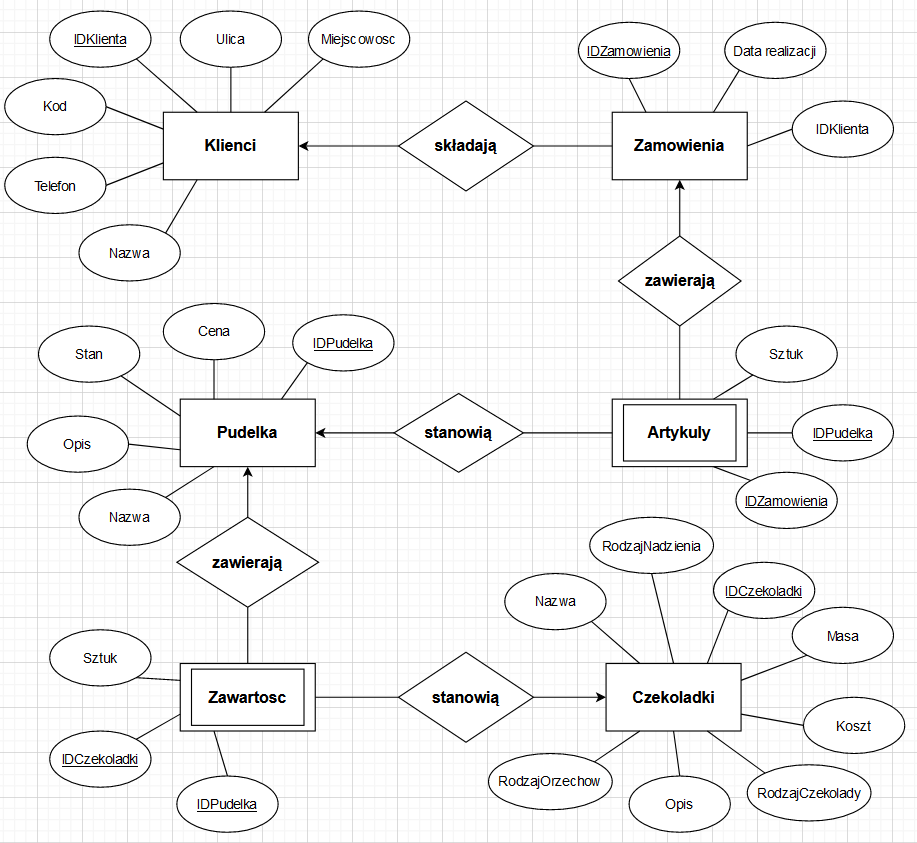 IDKlienta
Ulica
Miejscowosc
IDZamowienia
Data realizacji
Kod
IDKlienta
Klienci
składają
Zamowienia
Telefon
Nazwa
zawierają
Cena
IDPudelka
Stan
Sztuk
Opis
Pudelka
stanowią
Artykuly
IDPudelka
Nazwa
IDZamowienia
zawierają
RodzajNadzienia
Nazwa
IDCzekoladki
Masa
Sztuk
Zawartosc
stanowią
Czekoladki
Koszt
IDCzekoladki
RodzajOrzechow
RodzajCzekolady
IDPudelka
Opis